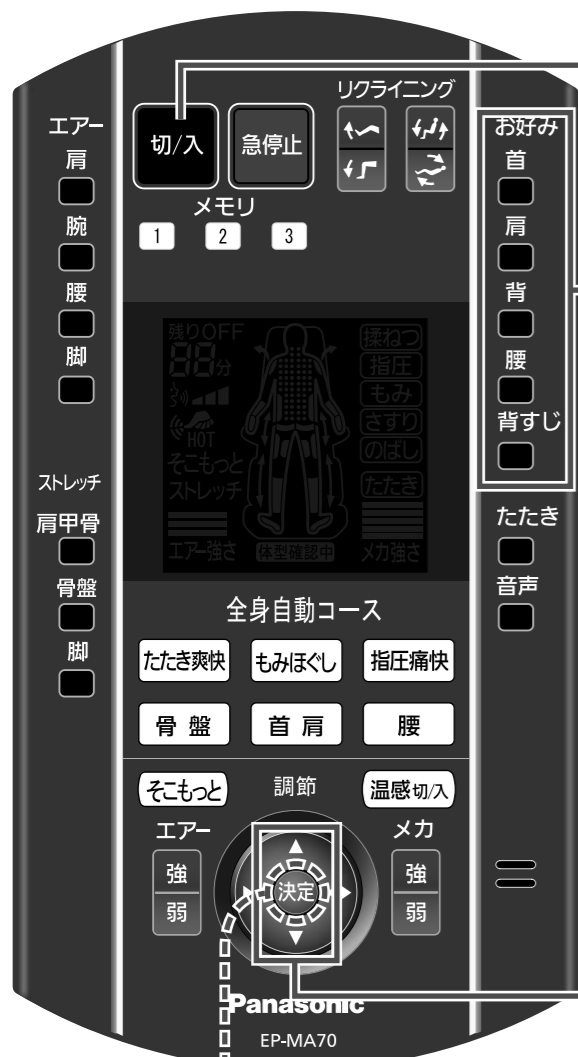 リクライニング
切/入
急停止
メモリ
1
2
3
エアー
肩
腕
腰
脚
ストレッチ
肩甲骨
骨盤
脚
お好み
首
肩
背
腰
背すじ
たたき
音声
残りOFF
88分
HOT
そこもっと
ストレッチ
エアー強さ
体型確認中
揉ねつ
指圧
もみ
さすり
のばし
たたき
メカ強さ
全身自動コース
たたき爽快
もみほぐし
指圧痛快
骨盤
首肩
腰
そこもっと
調節
温感切/入
エアー
強
弱
決定
メカ
強
弱
Panasonic
EP-MA70